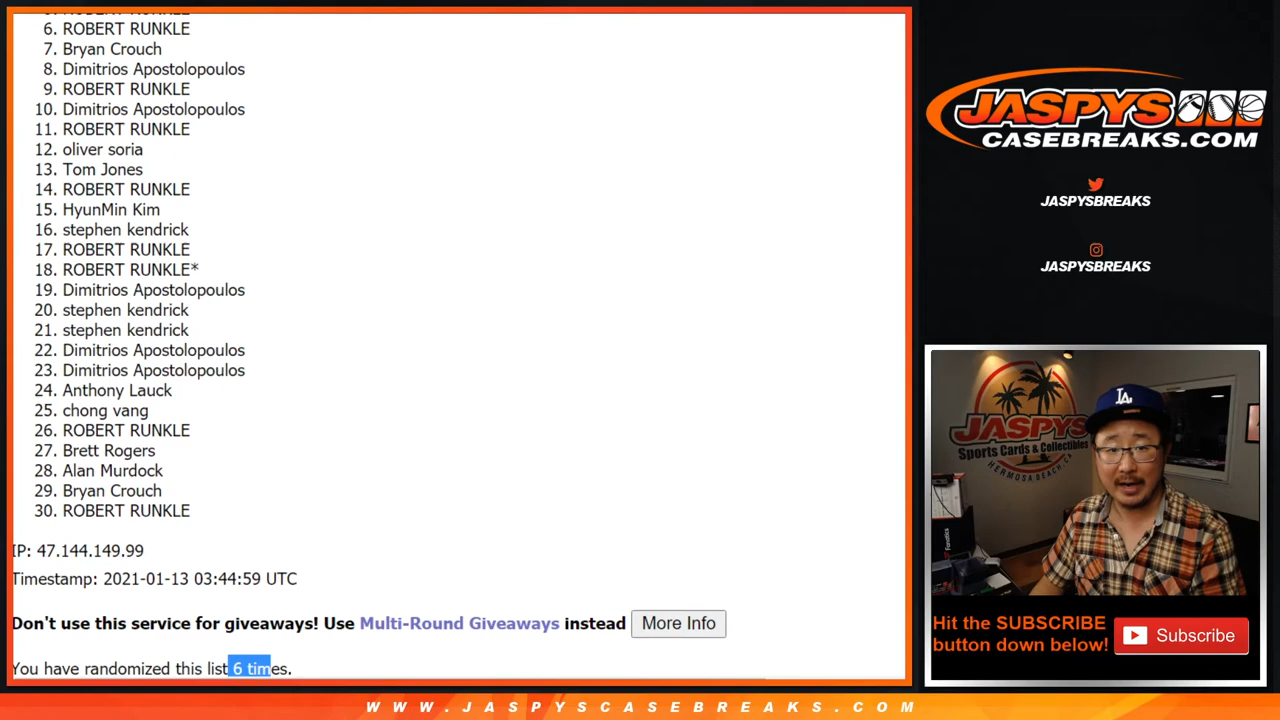 6. ROBERT RUNKLE
7. Bryan Crouch
8. Dimitrios Apostolopoulos
9. ROBERT RUNKLE
10. Dimitrios Apostolopoulos
11. ROBERT RUNKLE
12. oliver soria
13. Tom Jones
14. ROBERT RUNKLE
15. HyunMin Kim
16. stephen kendrick
17. ROBERT RUNKLE
18. ROBERT RUNKLE*
19. Dimitrios Apostolopoulos
20. stephen kendrick
21. stephen kendrick
22. Dimitrios Apostolopoulos
23. Dimitrios Apostolopoulos
24. Anthony Lauck
25. chong vang
26. ROBERT RUNKLE
27. Brett Rogers
28. Alan Murdock
29. Bryan Crouch
30. ROBERT RUNKLE
IP: 47.144.149.99
Timestamp: 2021-01-13 03:44:59 UTC
Don't use this service for giveaways! Use Multi-Round Giveaways instead More Info
You have randomized this list 6 times.
JASPYS
CASEBREAKS.COM
JASPYSBREAKS
JASPYSBREAKS
JASPYS
Sports Cards & Collectibles
HERMOSA BEACH, CA
LA
Fanatics
Hit the SUBSCRIBE
button down below!
Subscribe
WWW.JASPYSCASEBREAKS.COM